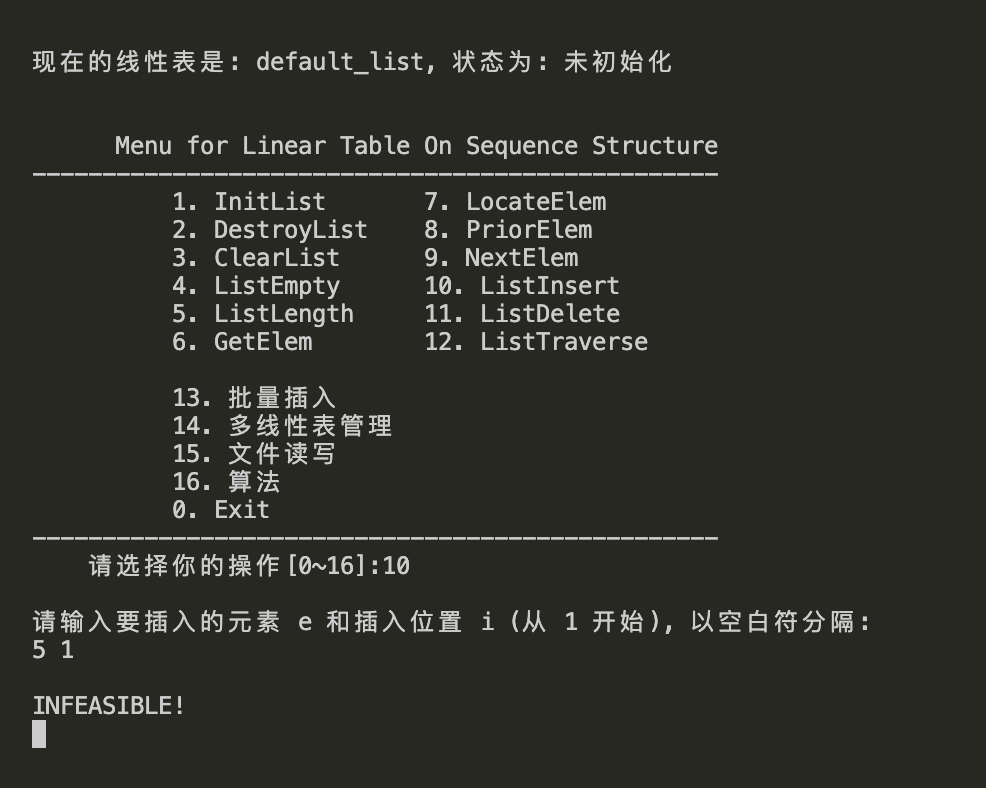 现在的线性表是: default_list, 状态为: 未初始化
Menu for Linear Table On Sequence Structure
-------------------------------------------------
1. InitList 7. LocateElem
2. DestroyList 8. PriorElem
3. ClearList 9. NextElem
4. ListEmpty 10. ListInsert
5. ListLength 11. ListDelete
6. GetElem 12. ListTraverse
13. 批量插入
14. 多线性表管理
15. 文件读写
16. 算法
0. Exit
-------------------------------------------------
请选择你的操作[0~16]:10
请输入要插入的元素 e 和插入位置 i (从 1 开始), 以空白符分隔:
5 1
INFEASIBLE!